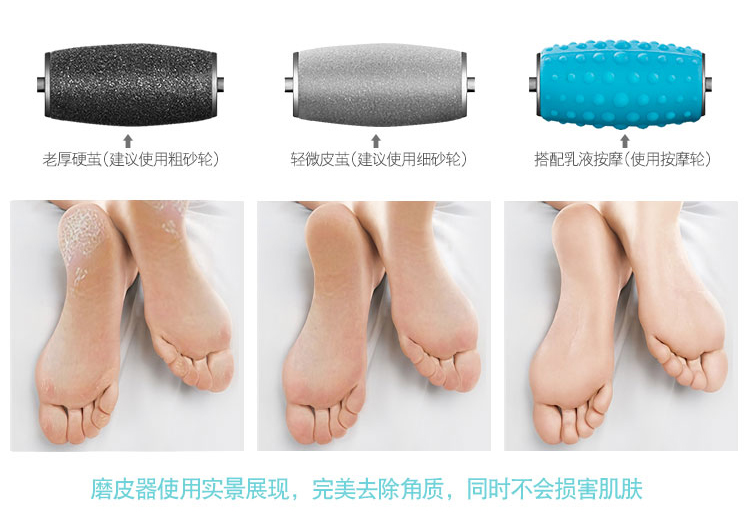 老厚硬茧(建议使用粗砂轮)
轻微皮茧(建议使用细砂轮)
搭配乳液按摩(使用按摩轮)
磨皮器使用实景展现，完美去除角质，同时不会损害肌肤